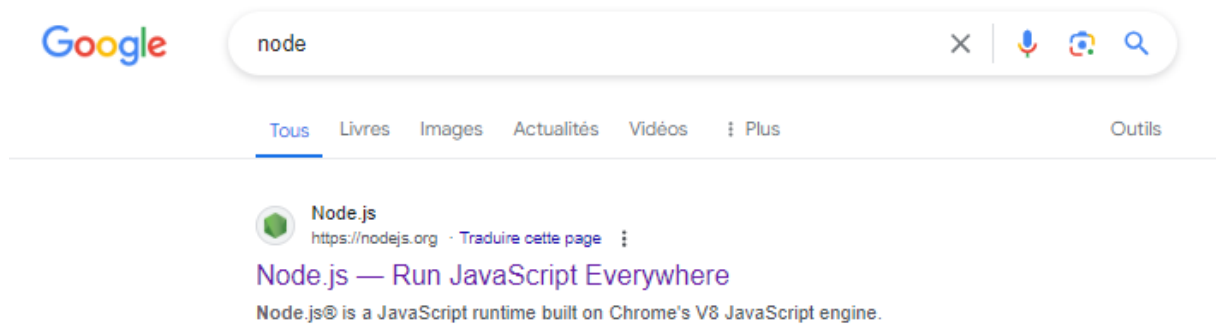 Google node
Tous Livres Images Actualités Vidéos Plus Outils
Node.js
https://nodejs.org · Traduire cette page
Node.js — Run JavaScript Everywhere
Node.js® is a JavaScript runtime built on Chrome's V8 JavaScript engine.